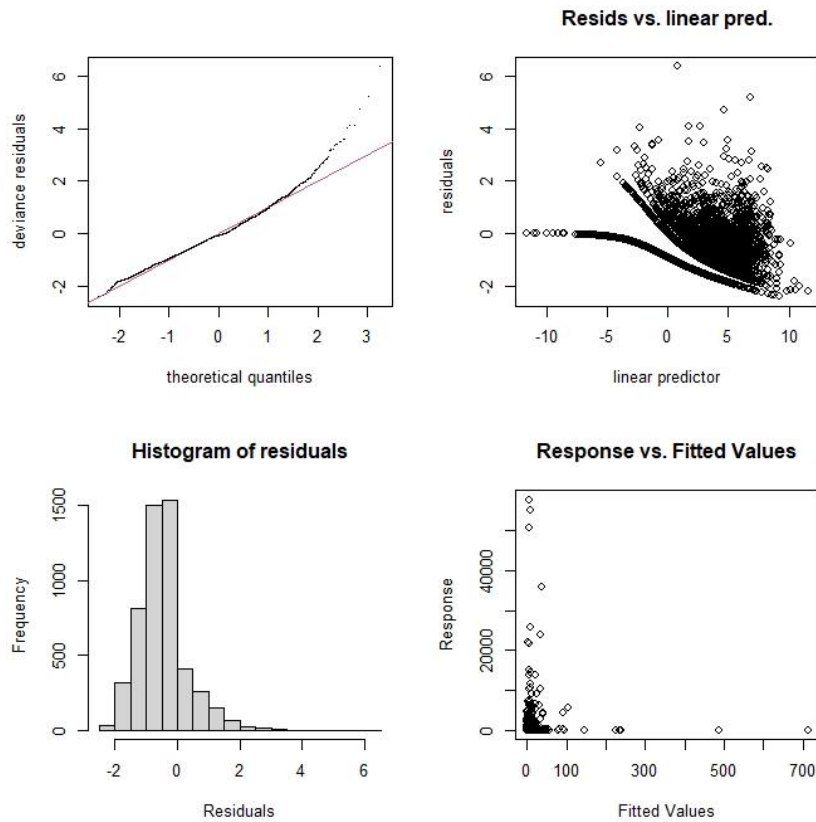 deviance residuals
-2 0 2 4 6
-2 -1 0 1 2 3
theoretical quantiles
Resids vs. linear pred.
residuals
-2 0 2 4 6
-10 -5 0 5 10
linear predictor
Histogram of residuals
Frequency
0 500 1000 1500
-2 0 2 4 6
Residuals
Response vs. Fitted Values
Response
0 20000 40000
0 100 300 500 700
Fitted Values